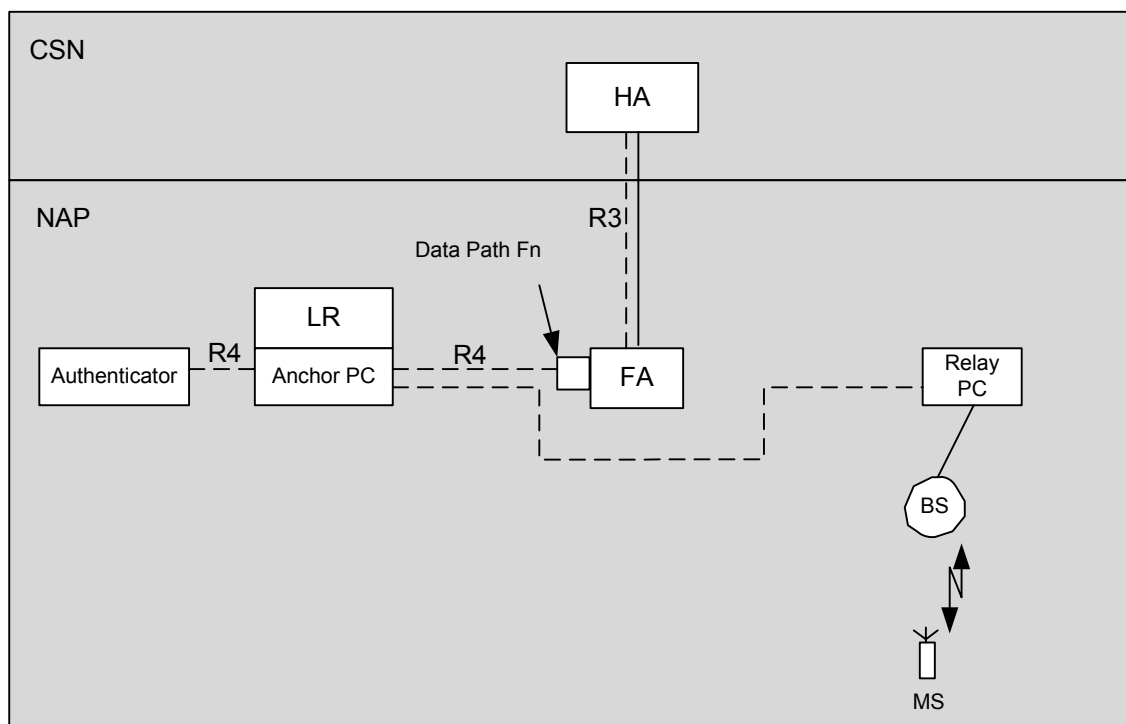 CSN
HA
NAP
R3
Data Path Fn
LR
R4
R4
Authenticator
Anchor PC
FA
Relay
PC
BS
MS